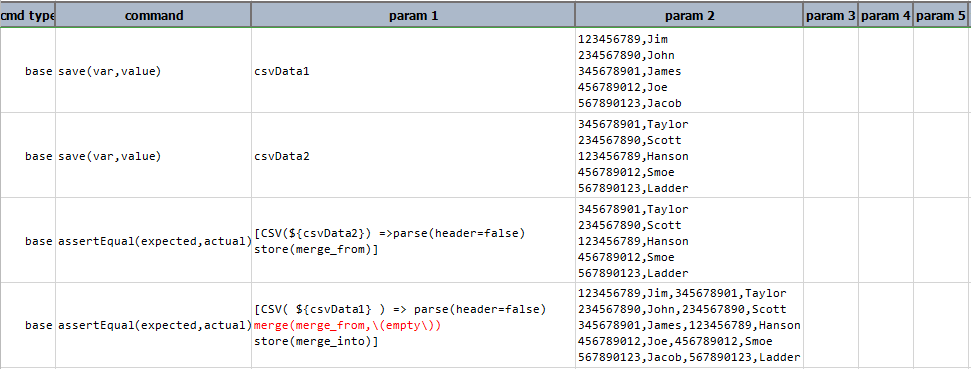 cmd type command param 1 param 2 param 3 param 4 param 5
base save(var,value) csvData1
123456789,Jim
234567890,John
345678901,James
456789012,Joe
567890123,Jacob
base save(var,value) csvData2
345678901,Taylor
234567890,Scott
123456789,Hanson
456789012,Smoe
567890123,Ladder
base assertEqual(expected,actual)
[CSV(${csvData2}) =>parse(header=false)
store(merge_from)]
345678901,Taylor
234567890,Scott
123456789,Hanson
456789012,Smoe
567890123,Ladder
base assertEqual(expected,actual)
[CSV( ${csvData1} ) => parse(header=false)
merge(merge_from,\(empty\))
store(merge_into)]
123456789,Jim,345678901,Taylor
234567890,John,234567890,Scott
345678901,James,123456789,Hanson
456789012,Joe,456789012,Smoe
567890123,Jacob,567890123,Ladder